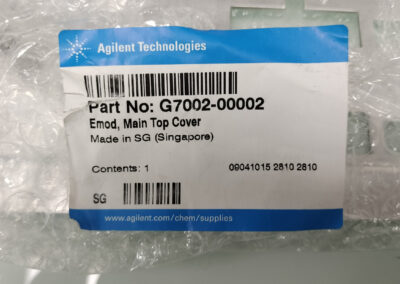 Agilent Technologies
Part No: G7002-00002
Emod, Main Top Cover
Made in SG (Singapore)
Contents: 1 09041015 2810 2810
SG
www.agilent.com/chem/supplies